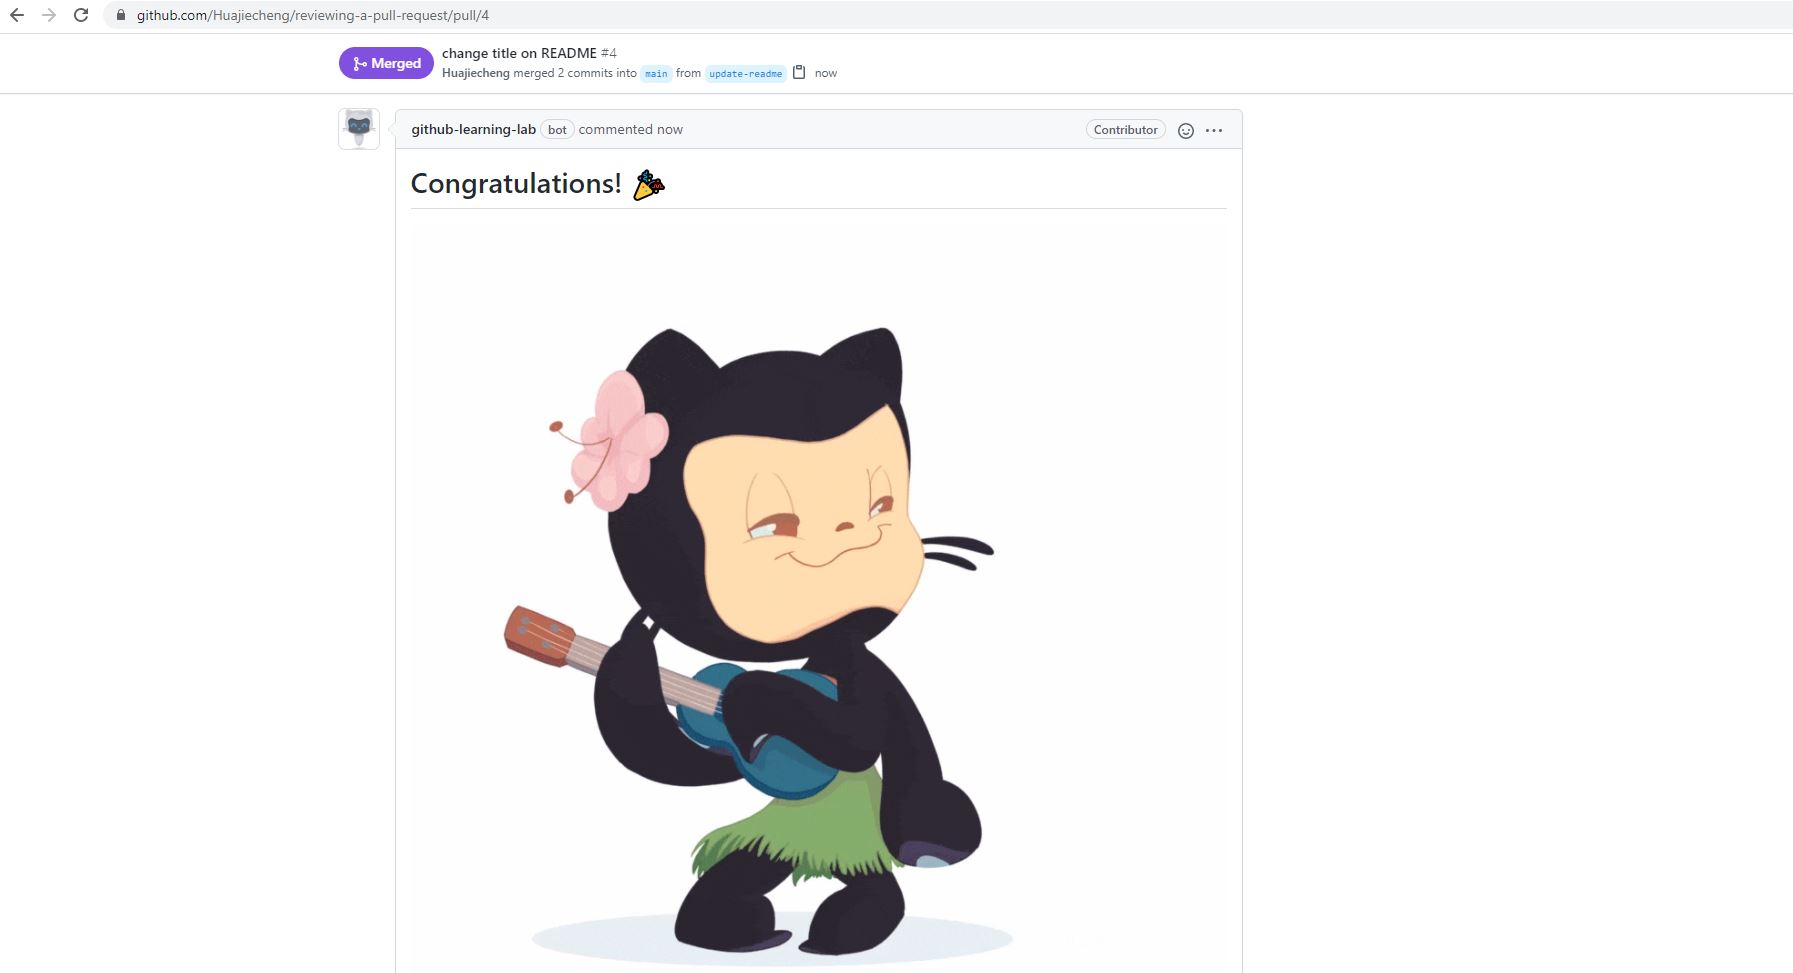 github.com/Huajiecheng/reviewing-a-pull-request/pull/4
Merged
change title on README #4
Huajiecheng merged 2 commits into main from update-readme now
github-learning-lab bot commented now
Contributor
Congratulations!